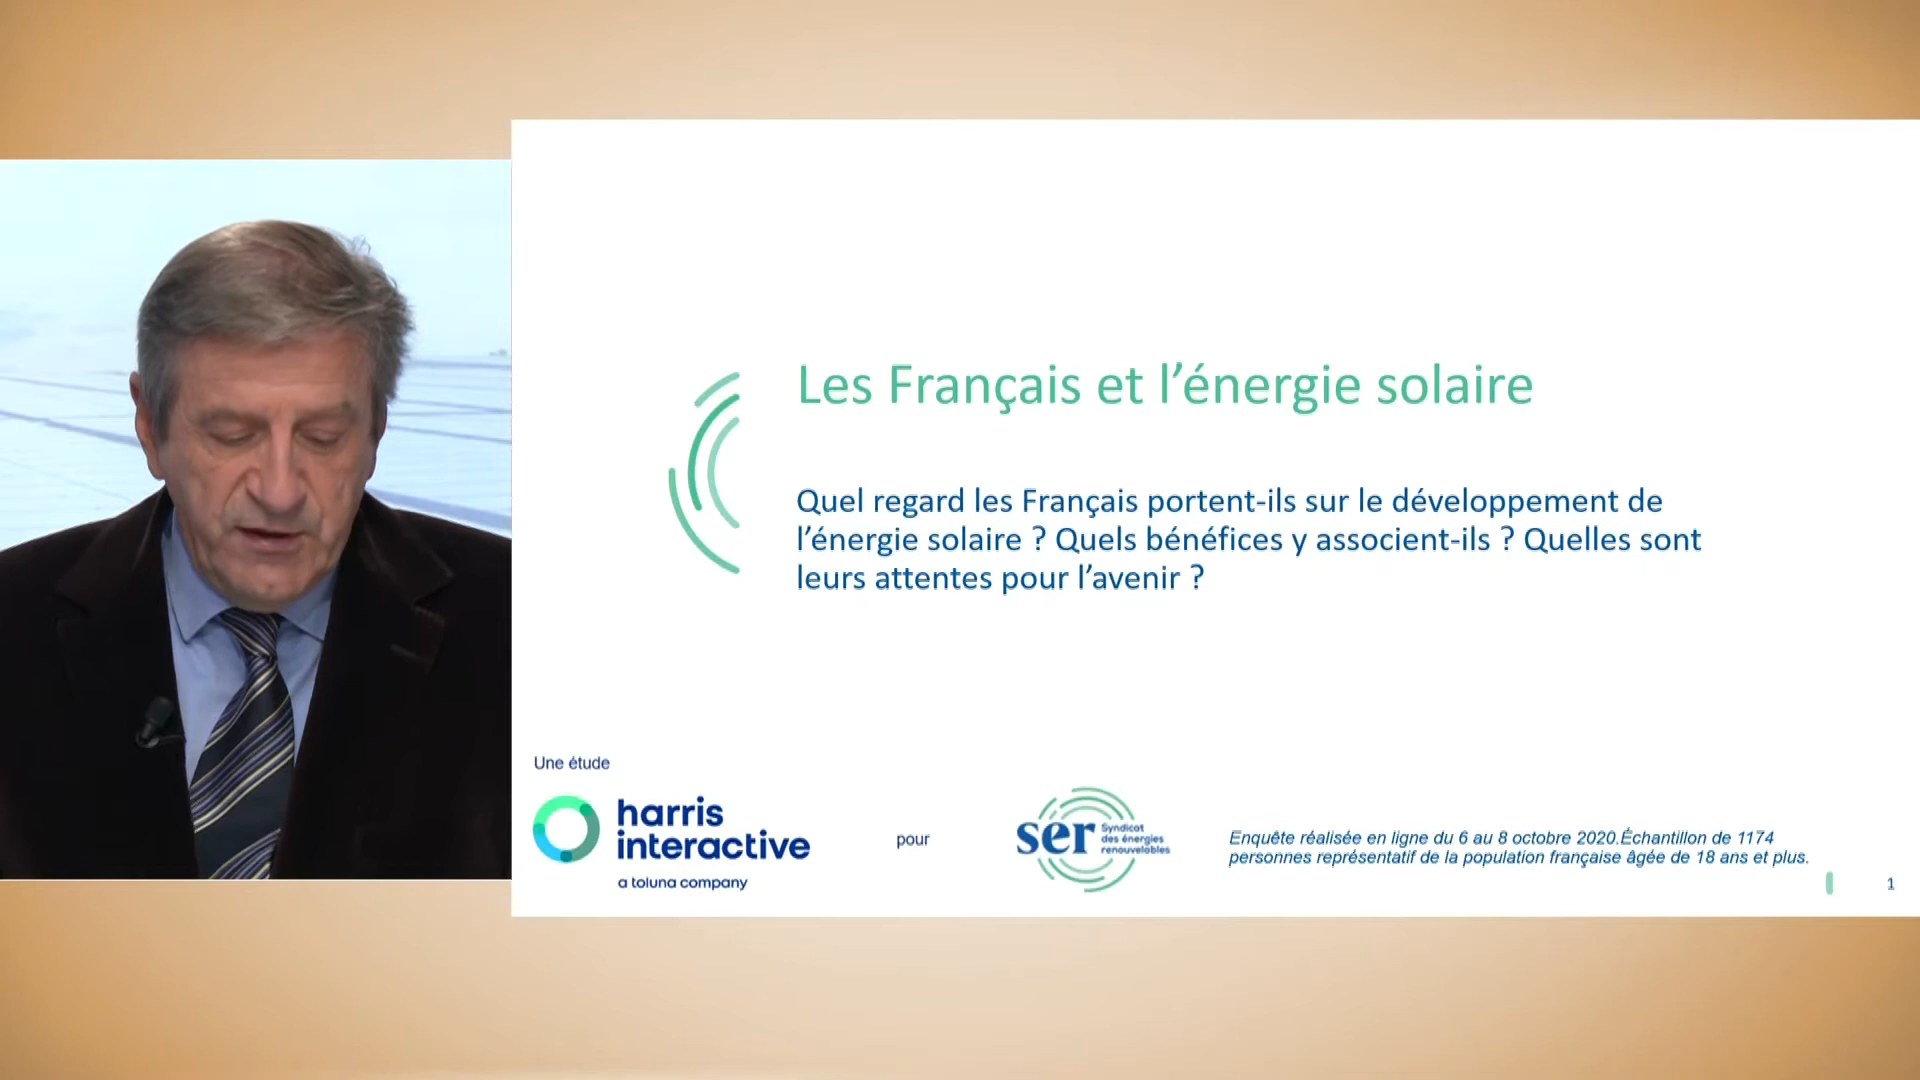 Les Français et l’énergie solaire
Quel regard les Français portent-ils sur le développement de
l’énergie solaire ? Quels bénéfices y associent-ils ? Quelles sont
leurs attentes pour l’avenir ?
Une étude
harris
interactive
a toluna company
pour
ser
Syndicat
des énergies
renouvelables
Enquête réalisée en ligne du 6 au 8 octobre 2020.Échantillon de 1174
personnes représentatif de la population française âgée de 18 ans et plus.
1